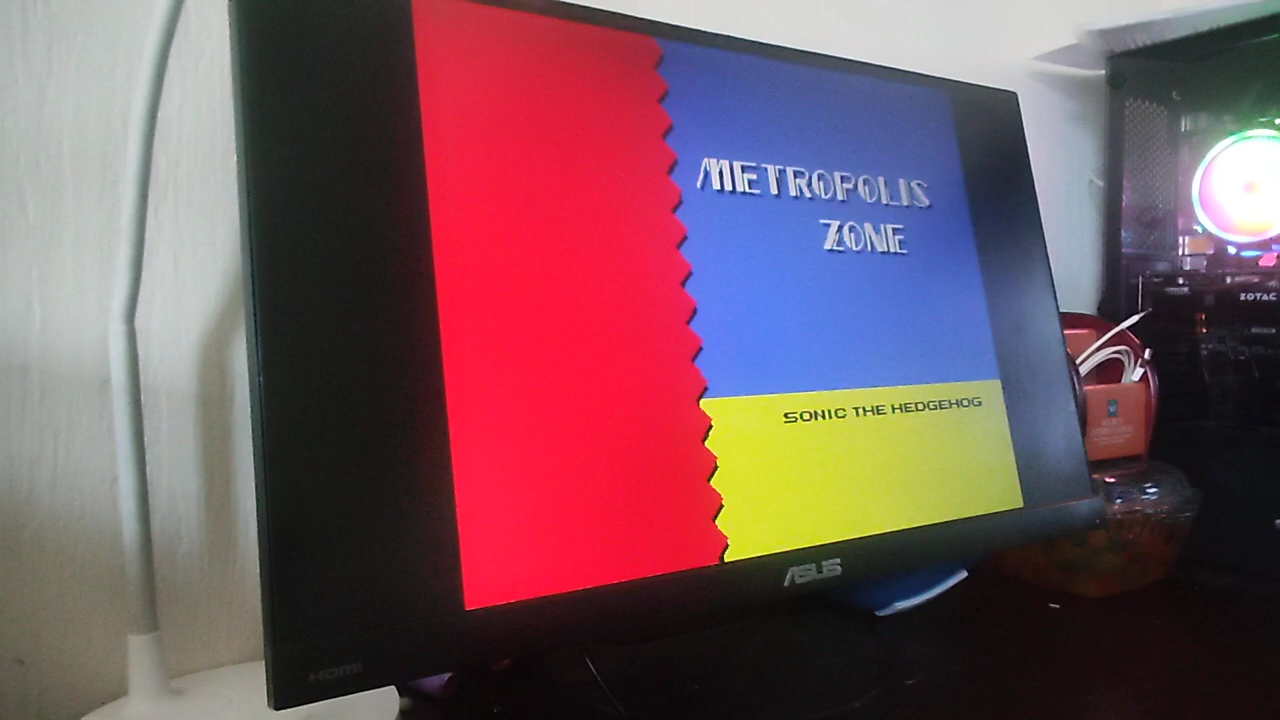 METROPOLIS
ZONE
SONIC THE HEDGEHOG
ASUS
HDMI
ZOTAC